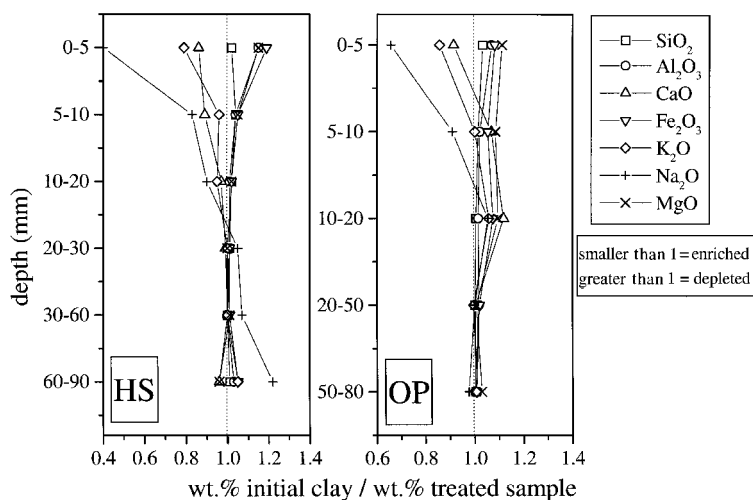 depth (mm)
0-5
5-10
10-20
20-30
30-60
60-90
HS
0.4 0.6 0.8 1.0 1.2 1.4
0-5
5-10
10-20
20-50
50-80
OP
0.6 0.8 1.0 1.2 1.4
wt.% initial clay / wt.% treated sample
SiO₂
Al₂O₃
CaO
Fe₂O₃
K₂O
Na₂O
MgO
smaller than 1 = enriched
greater than 1 = depleted